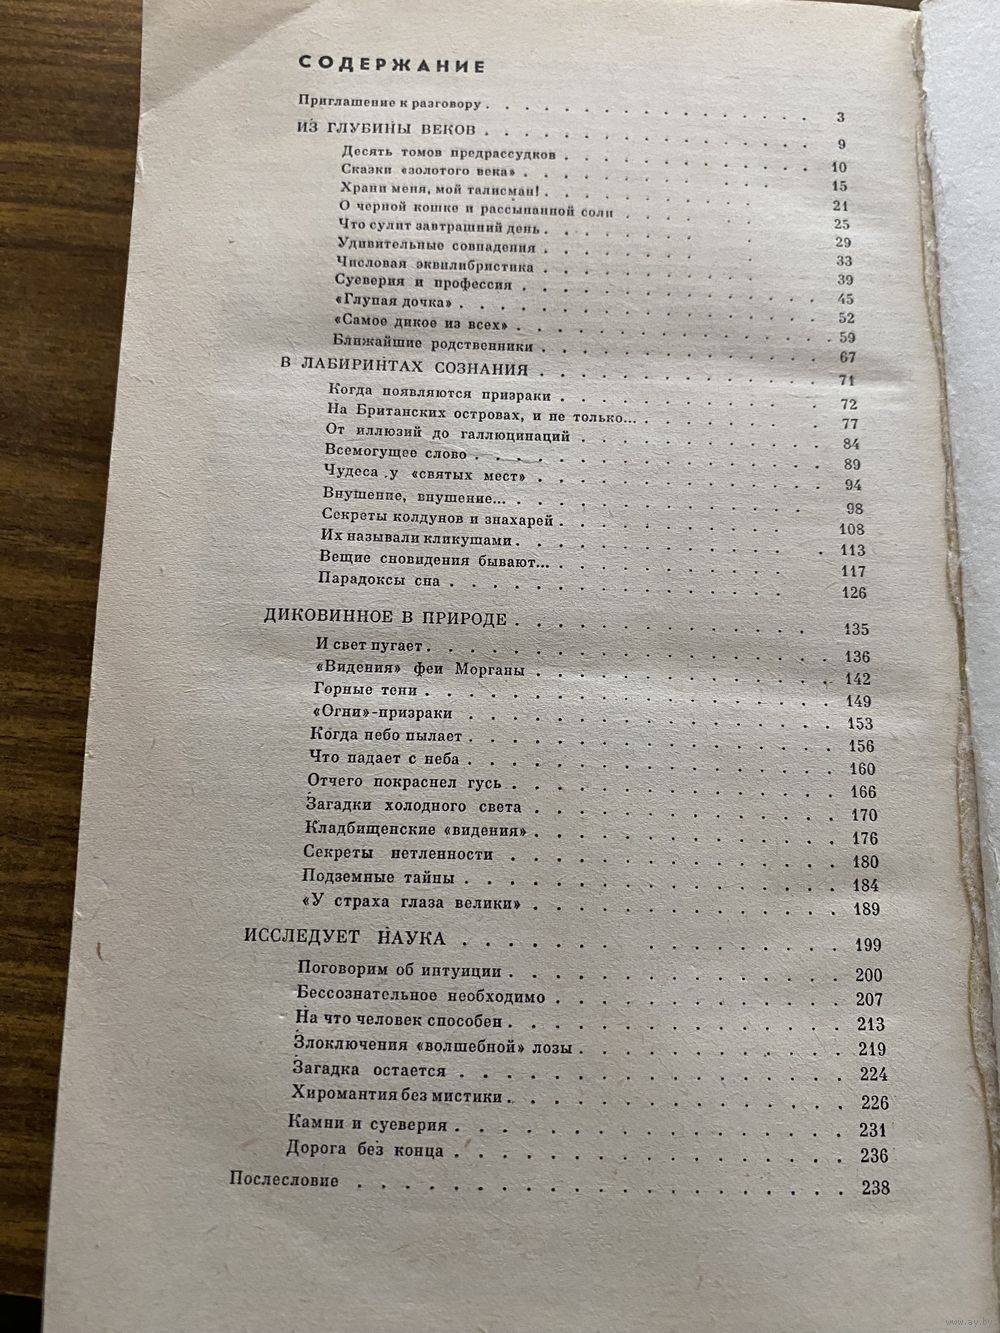 СОДЕРЖАНИЕ
Приглашение к разговору . . . . . . . . . . 3
ИЗ ГЛУБИНЫ ВЕКОВ . . . . . . . . . . 9
Десять томов предрассудков . . . . . . . . . . 10
Сказки «золотого века» . . . . . . . . . . 15
Храни меня, мой талисман! . . . . . . . . . . 21
О черной кошке и рассыпанной соли . . . . . . . . . . 25
Что сулит завтрашний день . . . . . . . . . . 29
Удивительные совпадения . . . . . . . . . . 33
Числовая эквилибристика . . . . . . . . . . 39
Суеверия и профессия . . . . . . . . . . 45
«Глупая дочка» . . . . . . . . . . 52
«Самое дикое из всех» . . . . . . . . . . 59
Ближайшие родственники . . . . . . . . . . 67
В ЛАБИРИНТАХ СОЗНАНИЯ . . . . . . . . . . 71
Когда появляются призраки . . . . . . . . . . 72
На Британских островах, и не только... . . . . . . . . . . 77
От иллюзий до галлюцинаций . . . . . . . . . . 84
Всемогущее слово . . . . . . . . . . 89
Чудеса у «святых мест» . . . . . . . . . . 94
Внушение, внушение... . . . . . . . . . . 98
Секреты колдунов и знахарей . . . . . . . . . . 108
Их называли кликушами . . . . . . . . . . 113
Вещие сновидения бывают... . . . . . . . . . . 117
Парадоксы сна . . . . . . . . . . 126
ДИКОВИННОЕ В ПРИРОДЕ . . . . . . . . . . 135
И свет пугает . . . . . . . . . . 136
«Видения» феи Морганы . . . . . . . . . . 142
Горные тени . . . . . . . . . . 149
«Огни»-призраки . . . . . . . . . . 153
Когда небо пылает . . . . . . . . . . 156
Что падает с неба . . . . . . . . . . 160
Отчего покраснел гусь . . . . . . . . . . 166
Загадки холодного света . . . . . . . . . . 170
Кладбищенские «видения» . . . . . . . . . . 176
Секреты нетленности . . . . . . . . . . 180
Подземные тайны . . . . . . . . . . 184
«У страха глаза велики» . . . . . . . . . . 189
ИССЛЕДУЕТ НАУКА . . . . . . . . . . 199
Поговорим об интуиции . . . . . . . . . . 200
Бессознательное необходимо . . . . . . . . . . 207
На что человек способен . . . . . . . . . . 213
Злоключения «волшебной» лозы . . . . . . . . . . 219
Загадка остается . . . . . . . . . . 224
Хиромантия без мистики . . . . . . . . . . 226
Камни и суеверия . . . . . . . . . . 231
Дорога без конца . . . . . . . . . . 236
Послесловие . . . . . . . . . . 238
www.ay.by